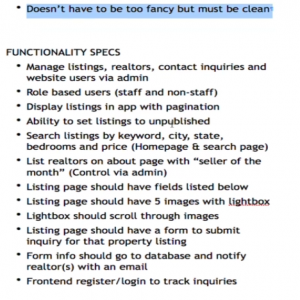 • Doesn't have to be too fancy but must be clean
FUNCTIONALITY SPECS
• Manage listings, realtors, contact inquiries and
website users via admin
• Role based users (staff and non-staff)
• Display listings in app with pagination
• Ability to set listings to unpublished
• Search listings by keyword, city, state,
bedrooms and price (Homepage & search page)
• List realtors on about page with "seller of the
month" (Control via admin)
• Listing page should have fields listed below
• Listing page should have 5 images with lightbox
• Lightbox should scroll through images
• Listing page should have a form to submit
inquiry for that property listing
• Form info should go to database and notify
realtor(s) with an email
• Frontend register/login to track inquiries